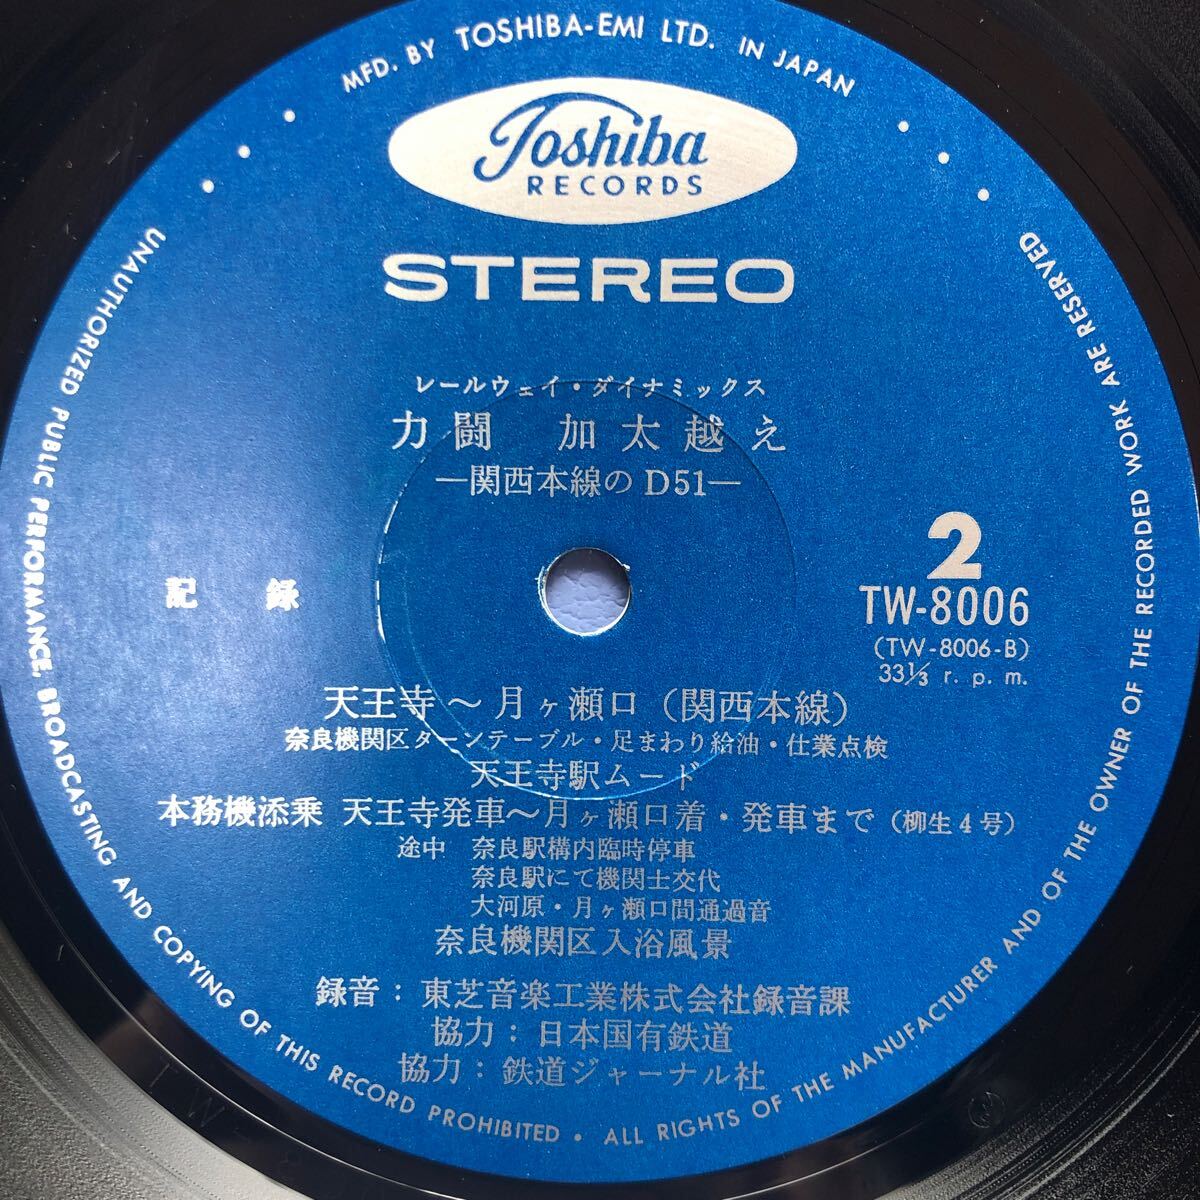 MFD. BY TOSHIBA-EMI LTD. IN JAPAN
Toshiba
RECORDS
STEREO
レールウェイ・ダイナミックス
力闘 加太越え
—関西本線のD51—
記録
2
TW-8006
(TW-8006-B)
33⅓ r. p. m.
天王寺～月ヶ瀬口（関西本線）
奈良機関区ターンテーブル・足まわり給油・仕業点検
天王寺駅ムード
本務機添乗 天王寺発車～月ヶ瀬口着・発車まで（柳生4号）
途中 奈良駅構内臨時停車
奈良駅にて機関士交代
大河原・月ヶ瀬口間通過音
奈良機関区入浴風景
録音：東芝音楽工業株式会社録音課
協力：日本国有鉄道
協力：鉄道ジャーナル社
UNAUTHORIZED PUBLIC PERFORMANCE, BROADCASTING AND COPYING OF THIS RECORD PROHIBITED • ALL RIGHTS OF THE MANUFACTURER AND OF THE OWNER OF THE RECORDED WORK ARE RESERVED